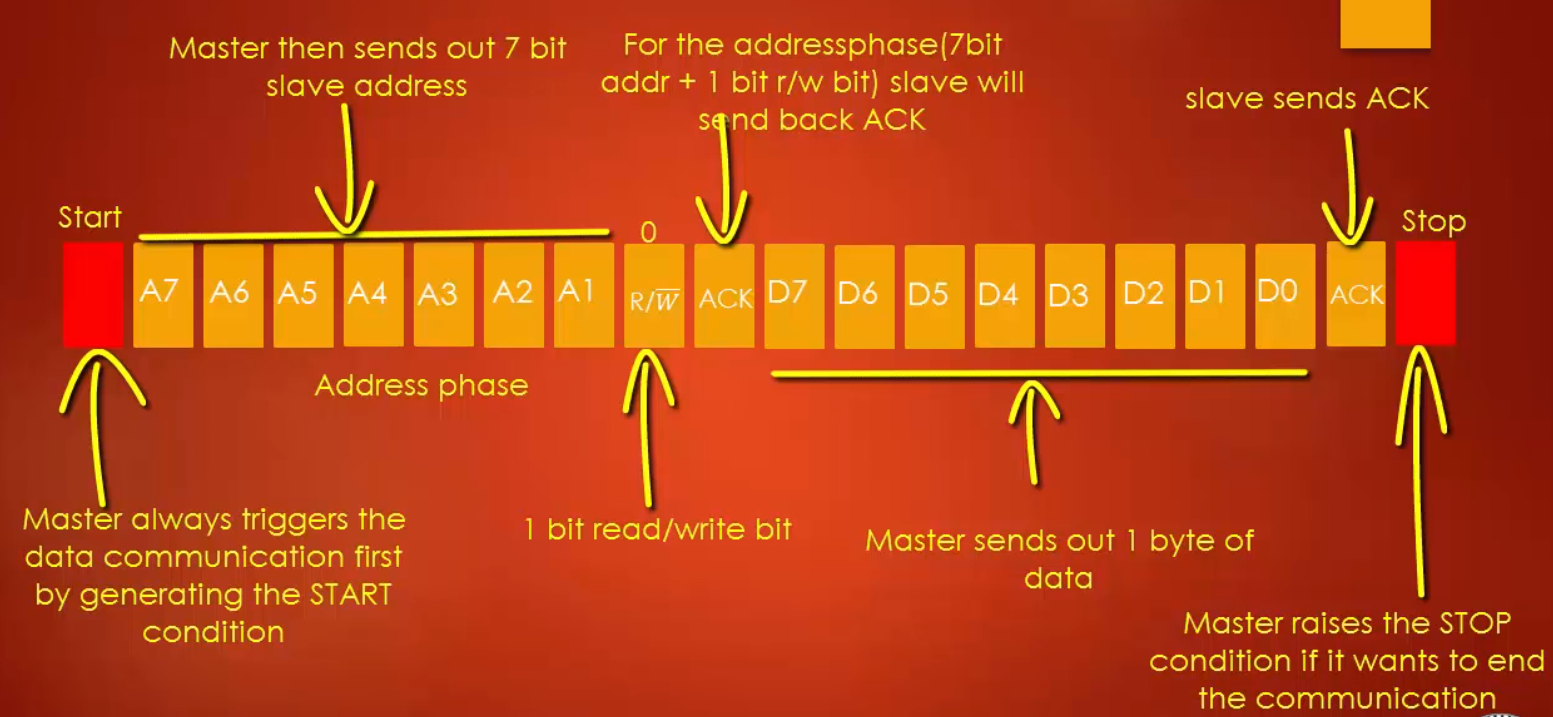 Master then sends out 7 bit
slave address
For the addressphase(7bit
addr + 1 bit r/w bit) slave will
send back ACK
slave sends ACK
Start
0
Stop
A7 A6 A5 A4 A3 A2 A1 R/W̅ ACK D7 D6 D5 D4 D3 D2 D1 D0 ACK
Address phase
Master always triggers the
data communication first
by generating the START
condition
1 bit read/write bit
Master sends out 1 byte of
data
Master raises the STOP
condition if it wants to end
the communication